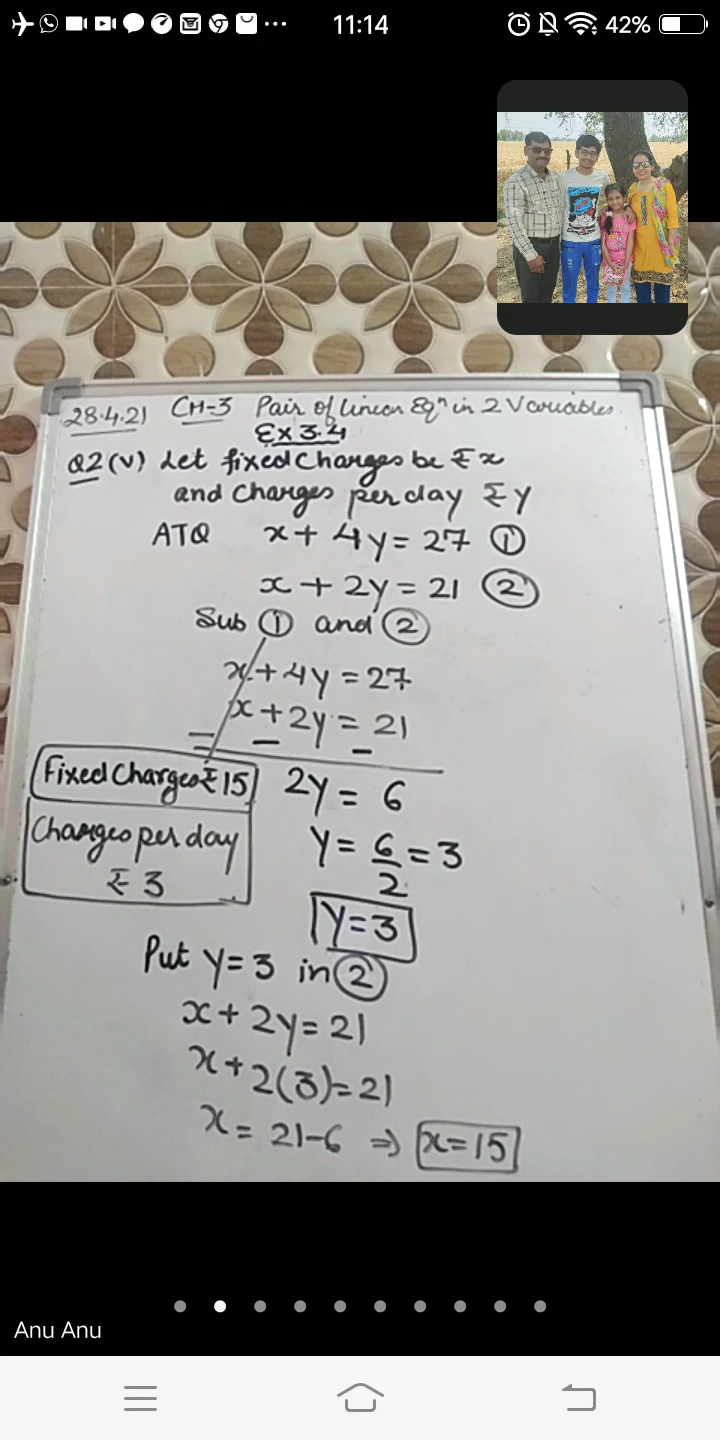 11:14
42%
28.4.21 CH-3 Pair of linear Eqⁿ in 2 Variables.
Ex 3.4
Q2 (v) Let fixed Charges be ₹ x
and Charges per day ₹ y
ATQ x + 4y = 27 ①
x + 2y = 21 ②
Sub ① and ②
x + 4y = 27
x + 2y = 21
- - -
Fixed Charges ₹ 15
2y = 6
Charges per day
₹ 3
y = 6/2 = 3
y = 3
Put y = 3 in ②
x + 2y = 21
x + 2(3) = 21
x = 21 - 6 ⇒ x = 15
Anu Anu